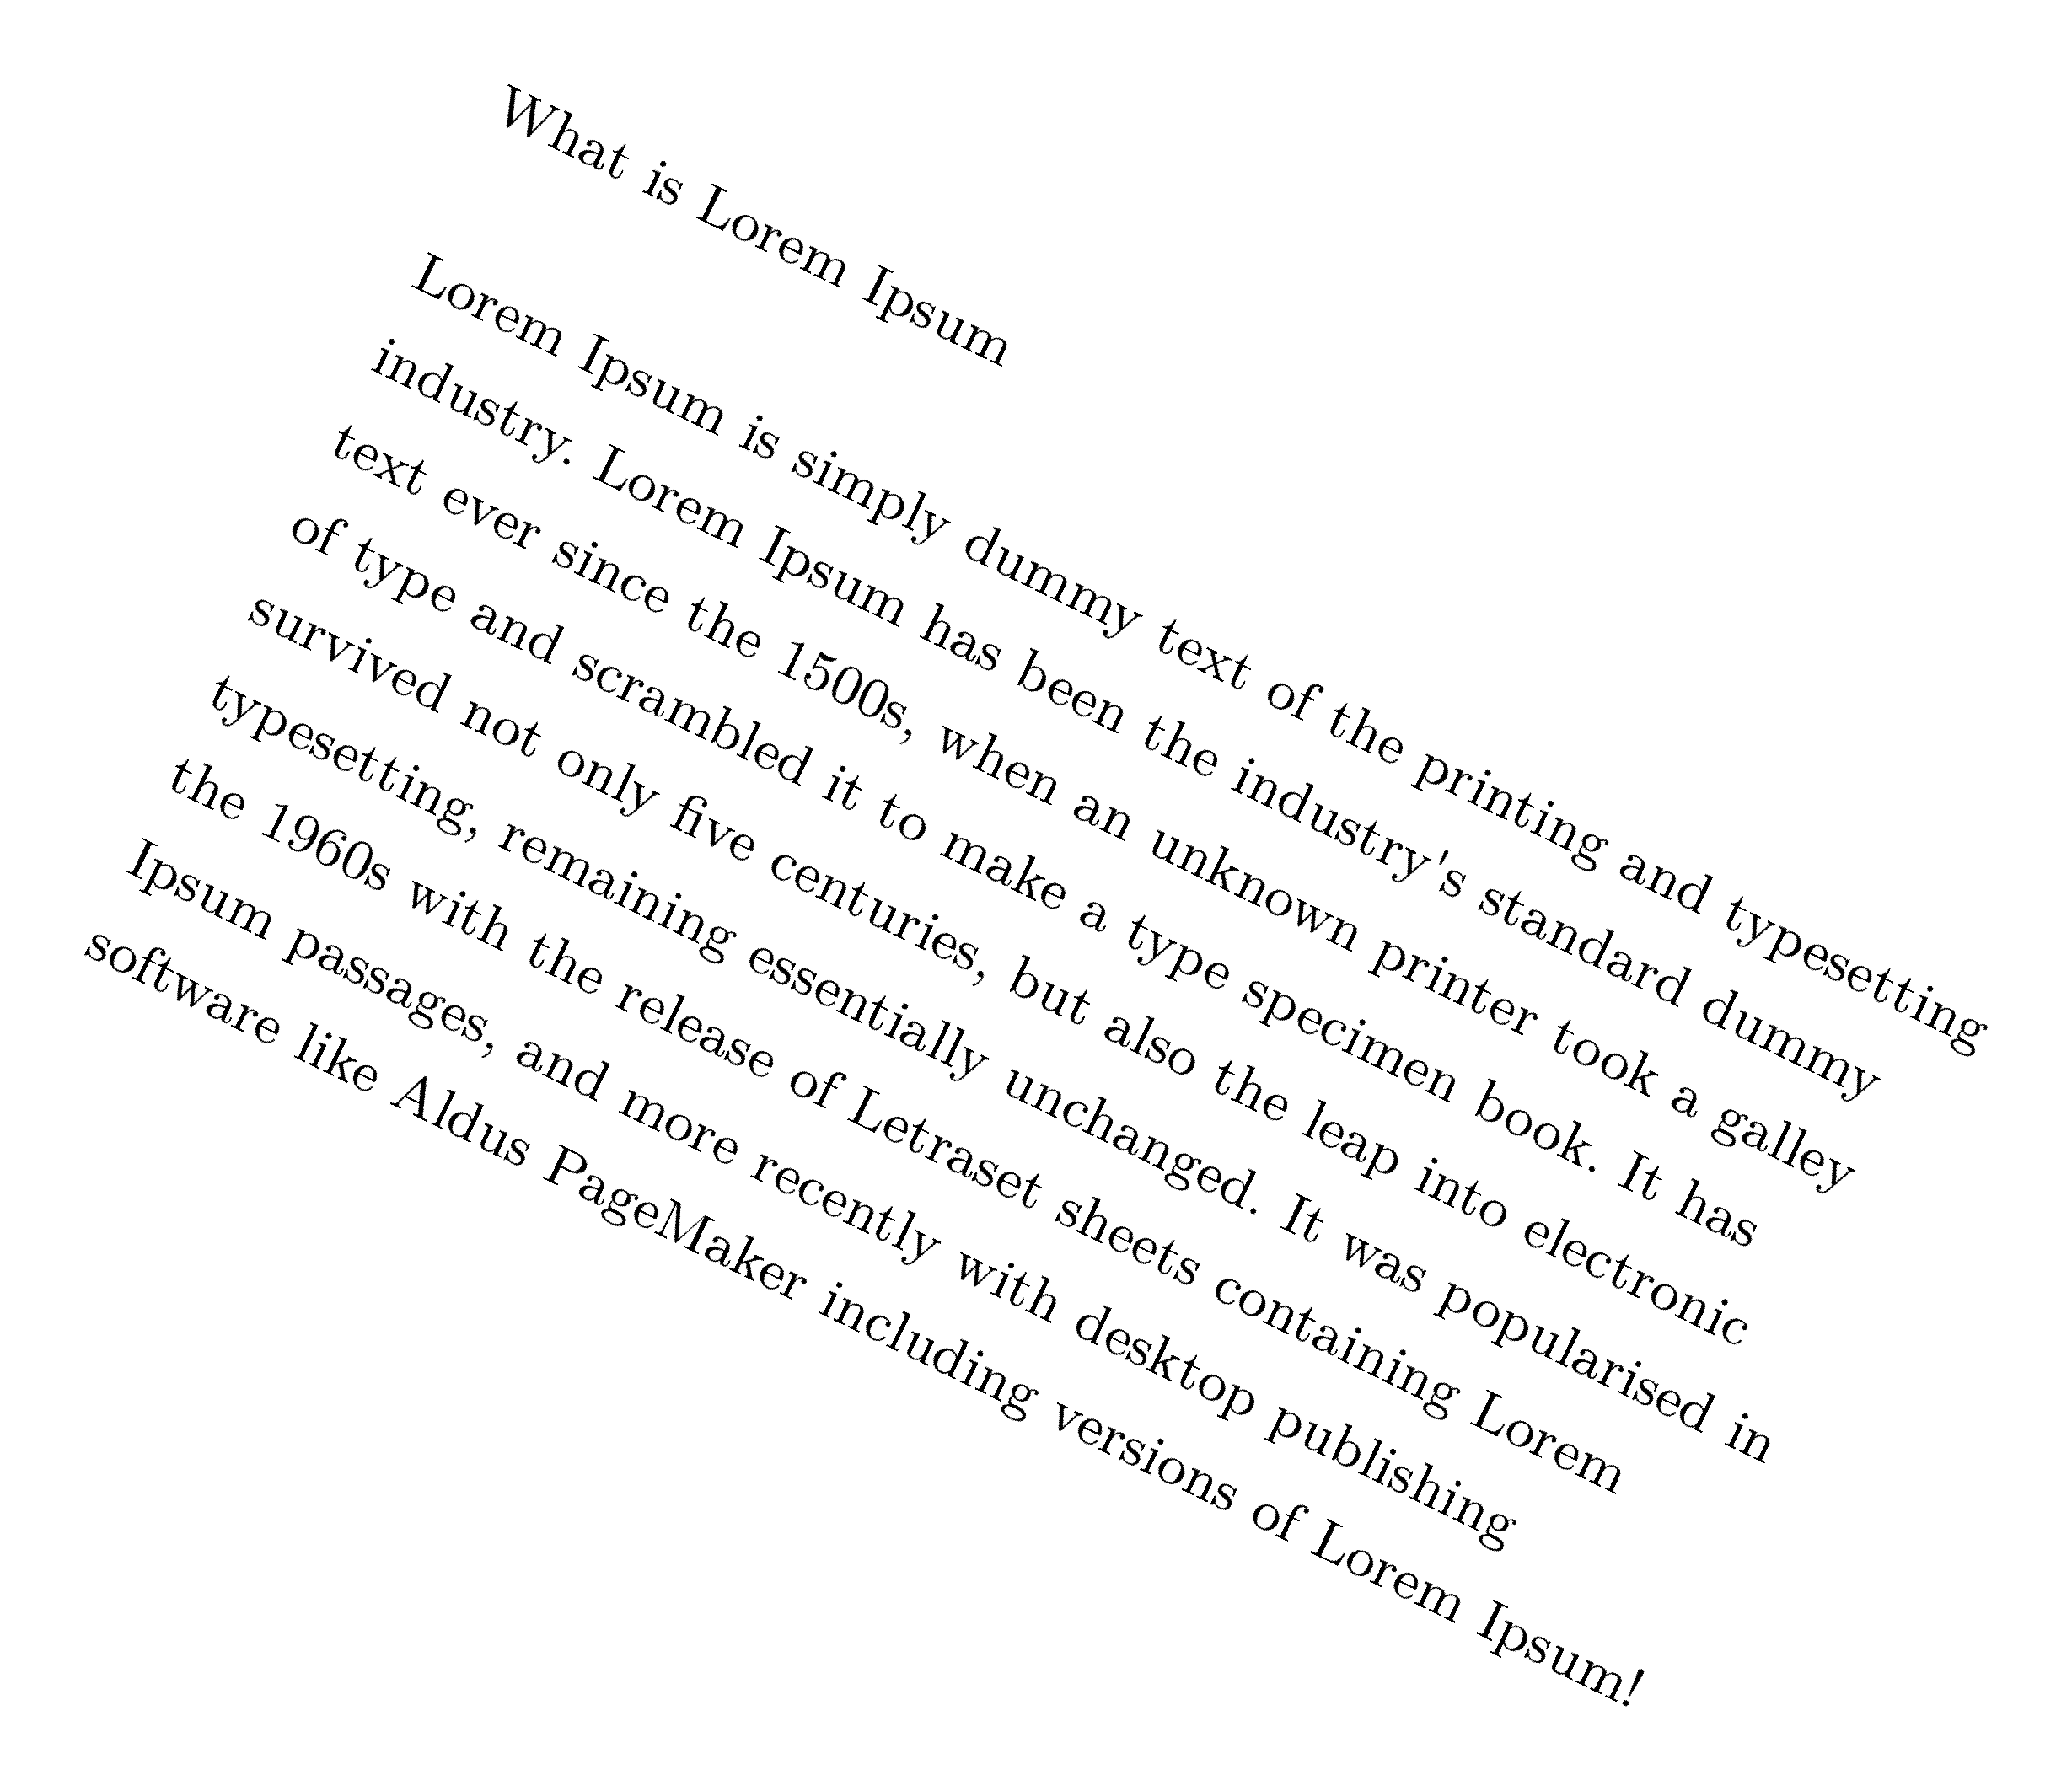 What is Lorem Ipsum
Lorem Ipsum is simply dummy text of the printing and typesetting
industry. Lorem Ipsum has been the industry's standard dummy
text ever since the 1500s, when an unknown printer took a galley
of type and scrambled it to make a type specimen book. It has
survived not only five centuries, but also the leap into electronic
typesetting, remaining essentially unchanged. It was popularised in
the 1960s with the release of Letraset sheets containing Lorem
Ipsum passages, and more recently with desktop publishing
software like Aldus PageMaker including versions of Lorem Ipsum!